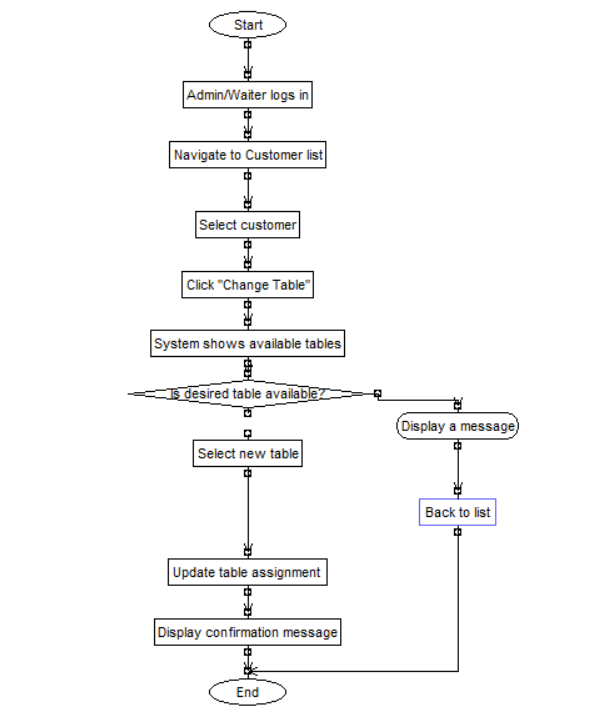 Start
Admin/Waiter logs in
Navigate to Customer list
Select customer
Click "Change Table"
System shows available tables
Is desired table available?
Display a message
Select new table
Back to list
Update table assignment
Display confirmation message
End